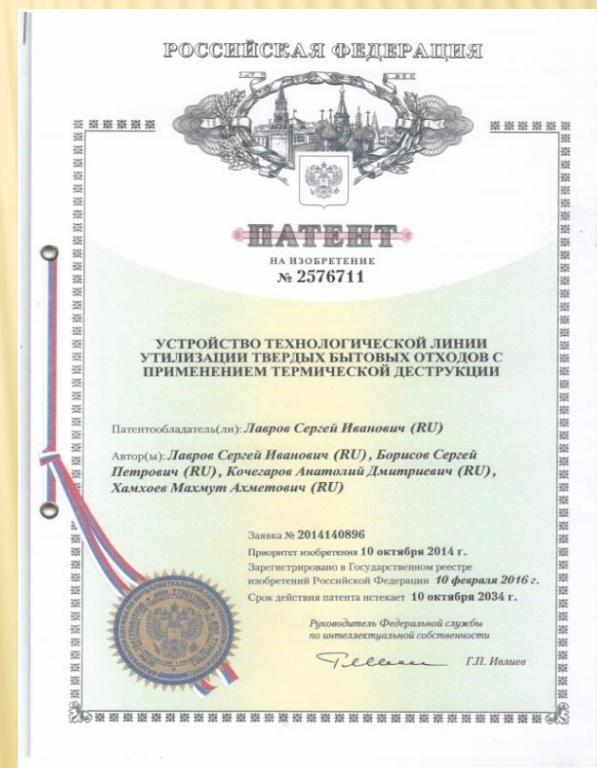 РОССИЙСКАЯ ФЕДЕРАЦИЯ
ПАТЕНТ
НА ИЗОБРЕТЕНИЕ
№ 2576711
УСТРОЙСТВО ТЕХНОЛОГИЧЕСКОЙ ЛИНИИ
УТИЛИЗАЦИИ ТВЕРДЫХ БЫТОВЫХ ОТХОДОВ С
ПРИМЕНЕНИЕМ ТЕРМИЧЕСКОЙ ДЕСТРУКЦИИ
Патентообладатель(ли): Лавров Сергей Иванович (RU)
Автор(ы): Лавров Сергей Иванович (RU), Борисов Сергей
Петрович (RU), Кочегаров Анатолий Дмитриевич (RU),
Хамхоев Махмут Ахметович (RU)
Заявка № 2014140896
Приоритет изобретения 10 октября 2014 г.
Зарегистрировано в Государственном реестре
изобретений Российской Федерации 10 февраля 2016 г.
Срок действия патента истекает 10 октября 2034 г.
Руководитель Федеральной службы
по интеллектуальной собственности
Г.П. Ивлиев